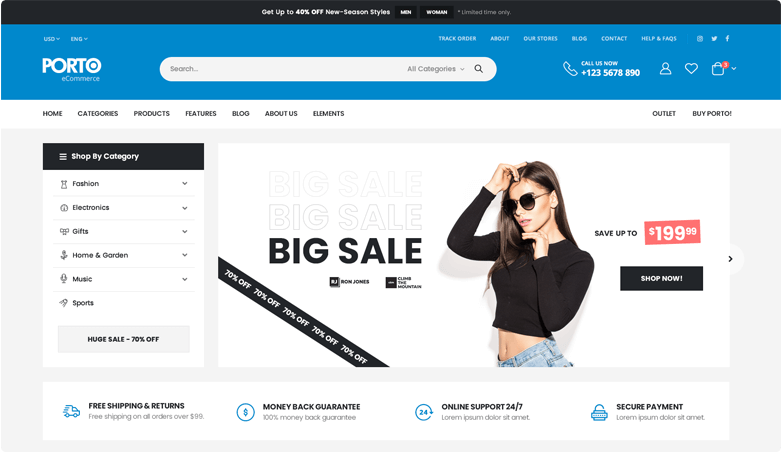 Get Up to 40% OFF New-Season Styles MEN WOMAN * Limited time only.
USD ENG TRACK ORDER ABOUT OUR STORES BLOG CONTACT HELP & FAQS
PORTO
eCommerce
Search... All Categories
CALL US NOW
+123 5678 890
3
HOME CATEGORIES PRODUCTS FEATURES BLOG ABOUT US ELEMENTS OUTLET BUY PORTO!
Shop By Category
Fashion
Electronics
Gifts
Home & Garden
Music
Sports
HUGE SALE - 70% OFF
BIG SALE
BIG SALE
BIG SALE
RJ RON JONES
CLIMB
THE
MOUNTAIN
70% OFF 70% OFF 70% OFF 70% OFF 70% OFF
SAVE UP TO $19999
SHOP NOW!
FREE SHIPPING & RETURNS
Free shipping on all orders over $99.
MONEY BACK GUARANTEE
100% money back guarantee
24
ONLINE SUPPORT 24/7
Lorem ipsum dolor sit amet.
SECURE PAYMENT
Lorem ipsum dolor sit amet.